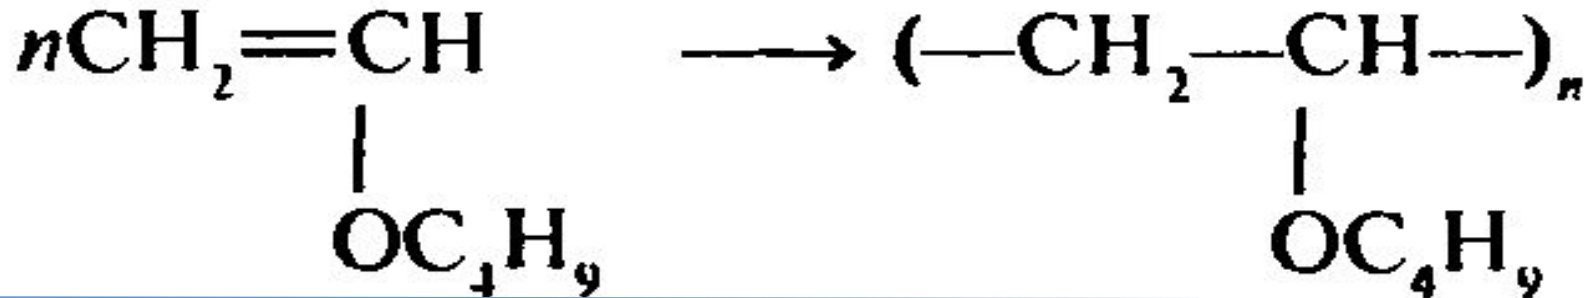 nCH₂=CH ⟶ (—CH₂—CH—)ₙ
OC₄H₉ OC₄H₉